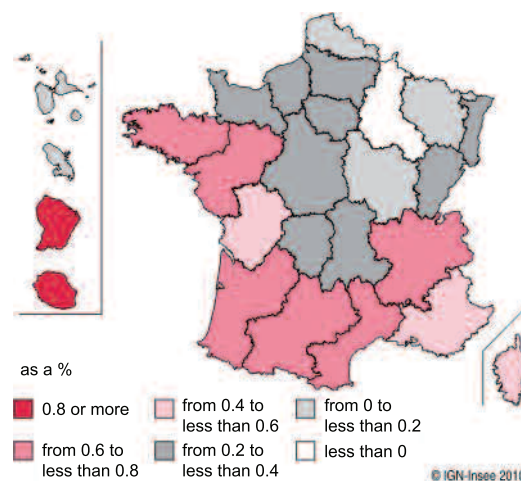 as a %
0.8 or more
from 0.4 to
less than 0.6
from 0 to
less than 0.2
from 0.6 to
less than 0.8
from 0.2 to
less than 0.4
less than 0
© IGN-Insee 2010